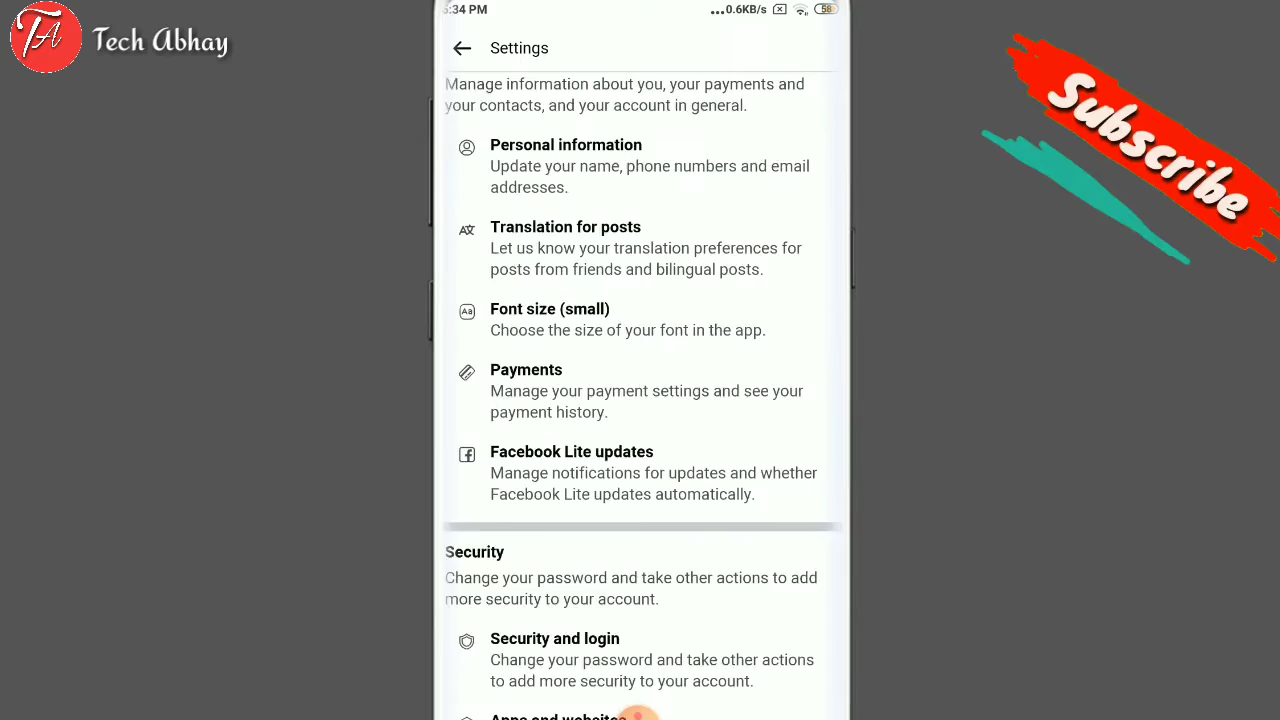 TA
Tech Abhay
:34 PM
...0.6KB/s
58
Settings
Subscribe
Manage information about you, your payments and
your contacts, and your account in general.
Personal information
Update your name, phone numbers and email
addresses.
Translation for posts
Let us know your translation preferences for
posts from friends and bilingual posts.
Font size (small)
Choose the size of your font in the app.
Payments
Manage your payment settings and see your
payment history.
Facebook Lite updates
Manage notifications for updates and whether
Facebook Lite updates automatically.
Security
Change your password and take other actions to add
more security to your account.
Security and login
Change your password and take other actions
to add more security to your account.
Apps and websites